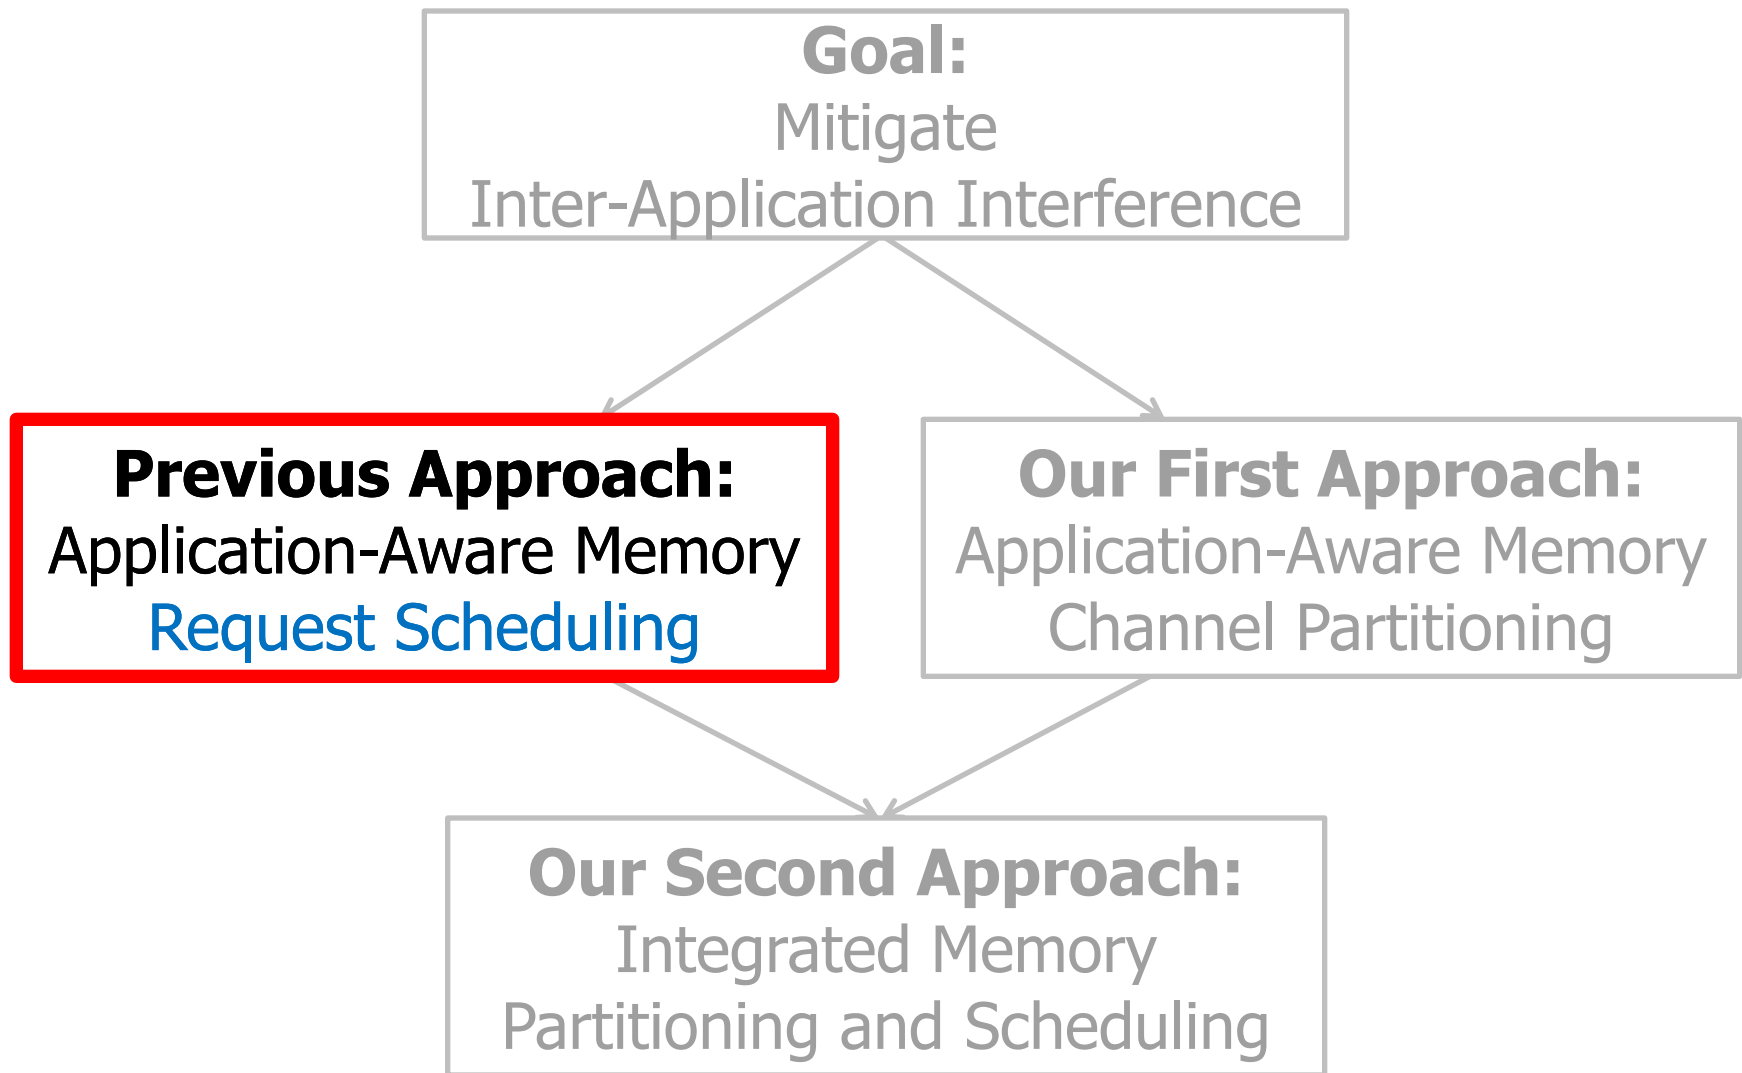 Goal:
Mitigate
Inter-Application Interference
Previous Approach:
Application-Aware Memory
Request Scheduling
Our First Approach:
Application-Aware Memory
Channel Partitioning
Our Second Approach:
Integrated Memory
Partitioning and Scheduling